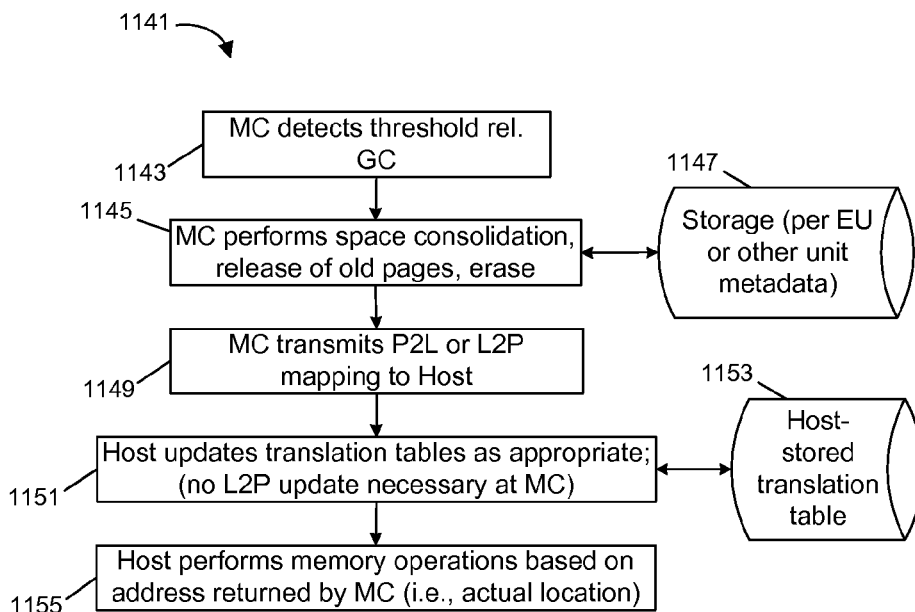 1141
MC detects threshold rel.
GC
1143
1145
MC performs space consolidation,
release of old pages, erase
1147
Storage (per EU
or other unit
metadata)
MC transmits P2L or L2P
mapping to Host
1149
1153
Host-
stored
translation
table
Host updates translation tables as appropriate;
(no L2P update necessary at MC)
1151
Host performs memory operations based on
address returned by MC (i.e., actual location)
1155